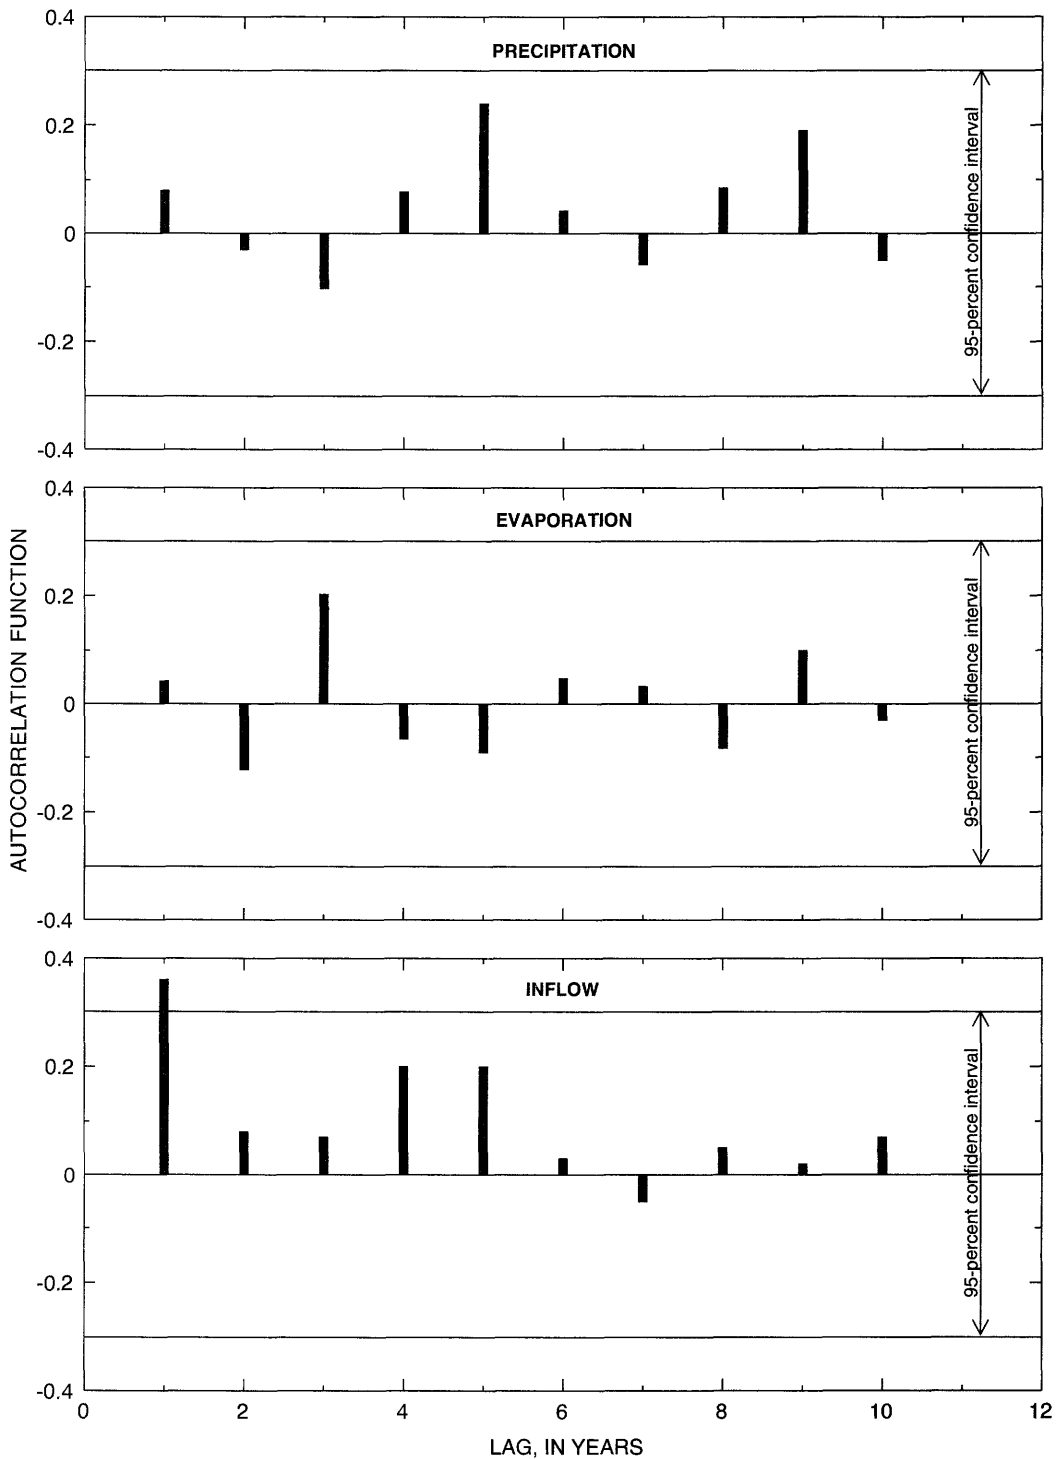 0.4
PRECIPITATION
0.2
0
-0.2
-0.4
95-percent confidence interval
0.4
EVAPORATION
0.2
0
-0.2
-0.4
95-percent confidence interval
AUTOCORRELATION FUNCTION
0.4
INFLOW
0.2
0
-0.2
-0.4
95-percent confidence interval
0 2 4 6 8 10 12
LAG, IN YEARS